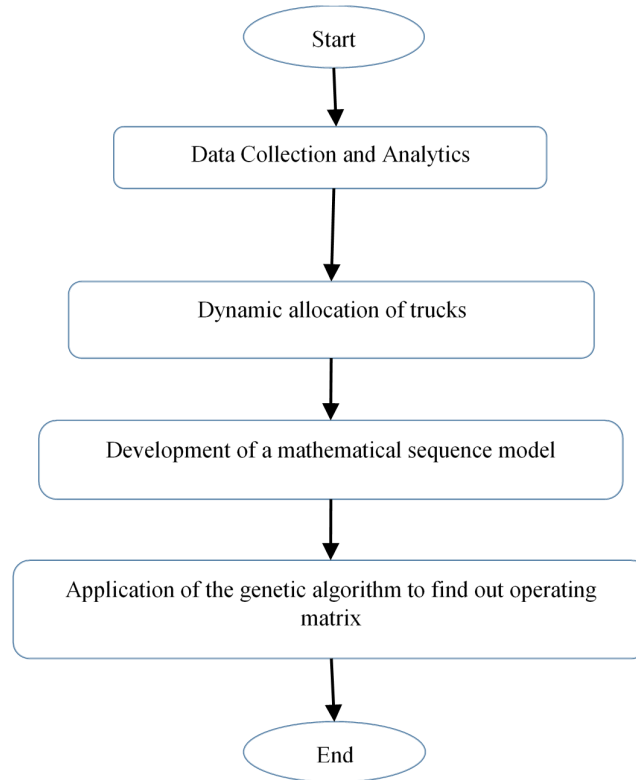 Start
Data Collection and Analytics
Dynamic allocation of trucks
Development of a mathematical sequence model
Application of the genetic algorithm to find out operating
matrix
End